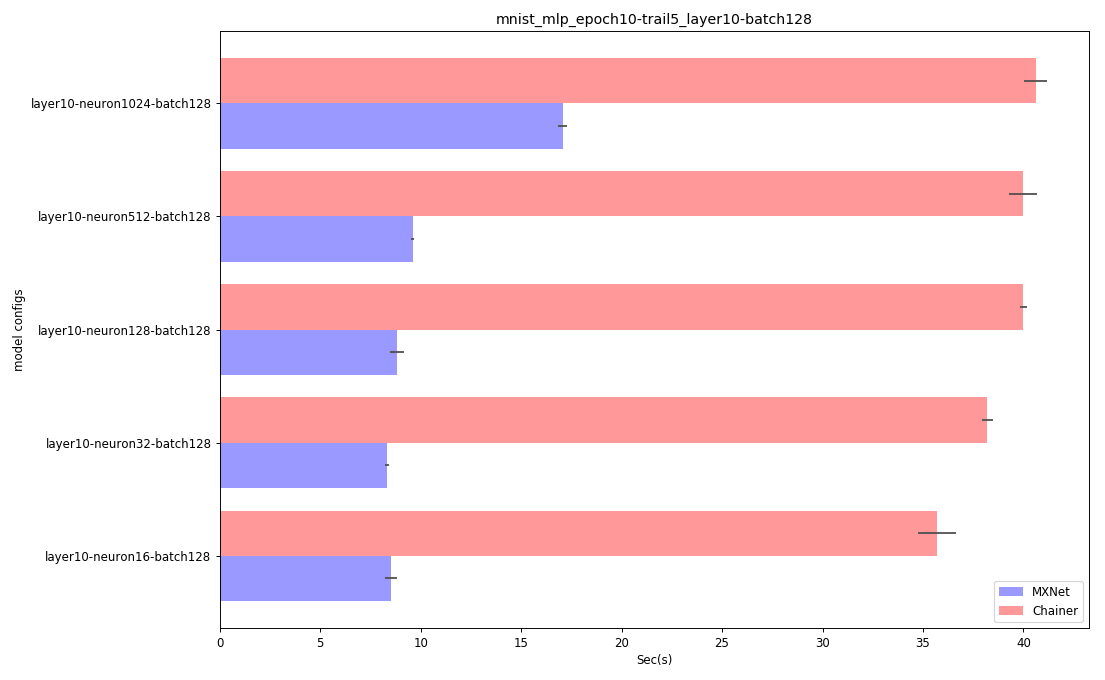 mnist_mlp_epoch10-trail5_layer10-batch128
layer10-neuron1024-batch128
layer10-neuron512-batch128
layer10-neuron128-batch128
layer10-neuron32-batch128
layer10-neuron16-batch128
model configs
MXNet
Chainer
0 5 10 15 20 25 30 35 40
Sec(s)